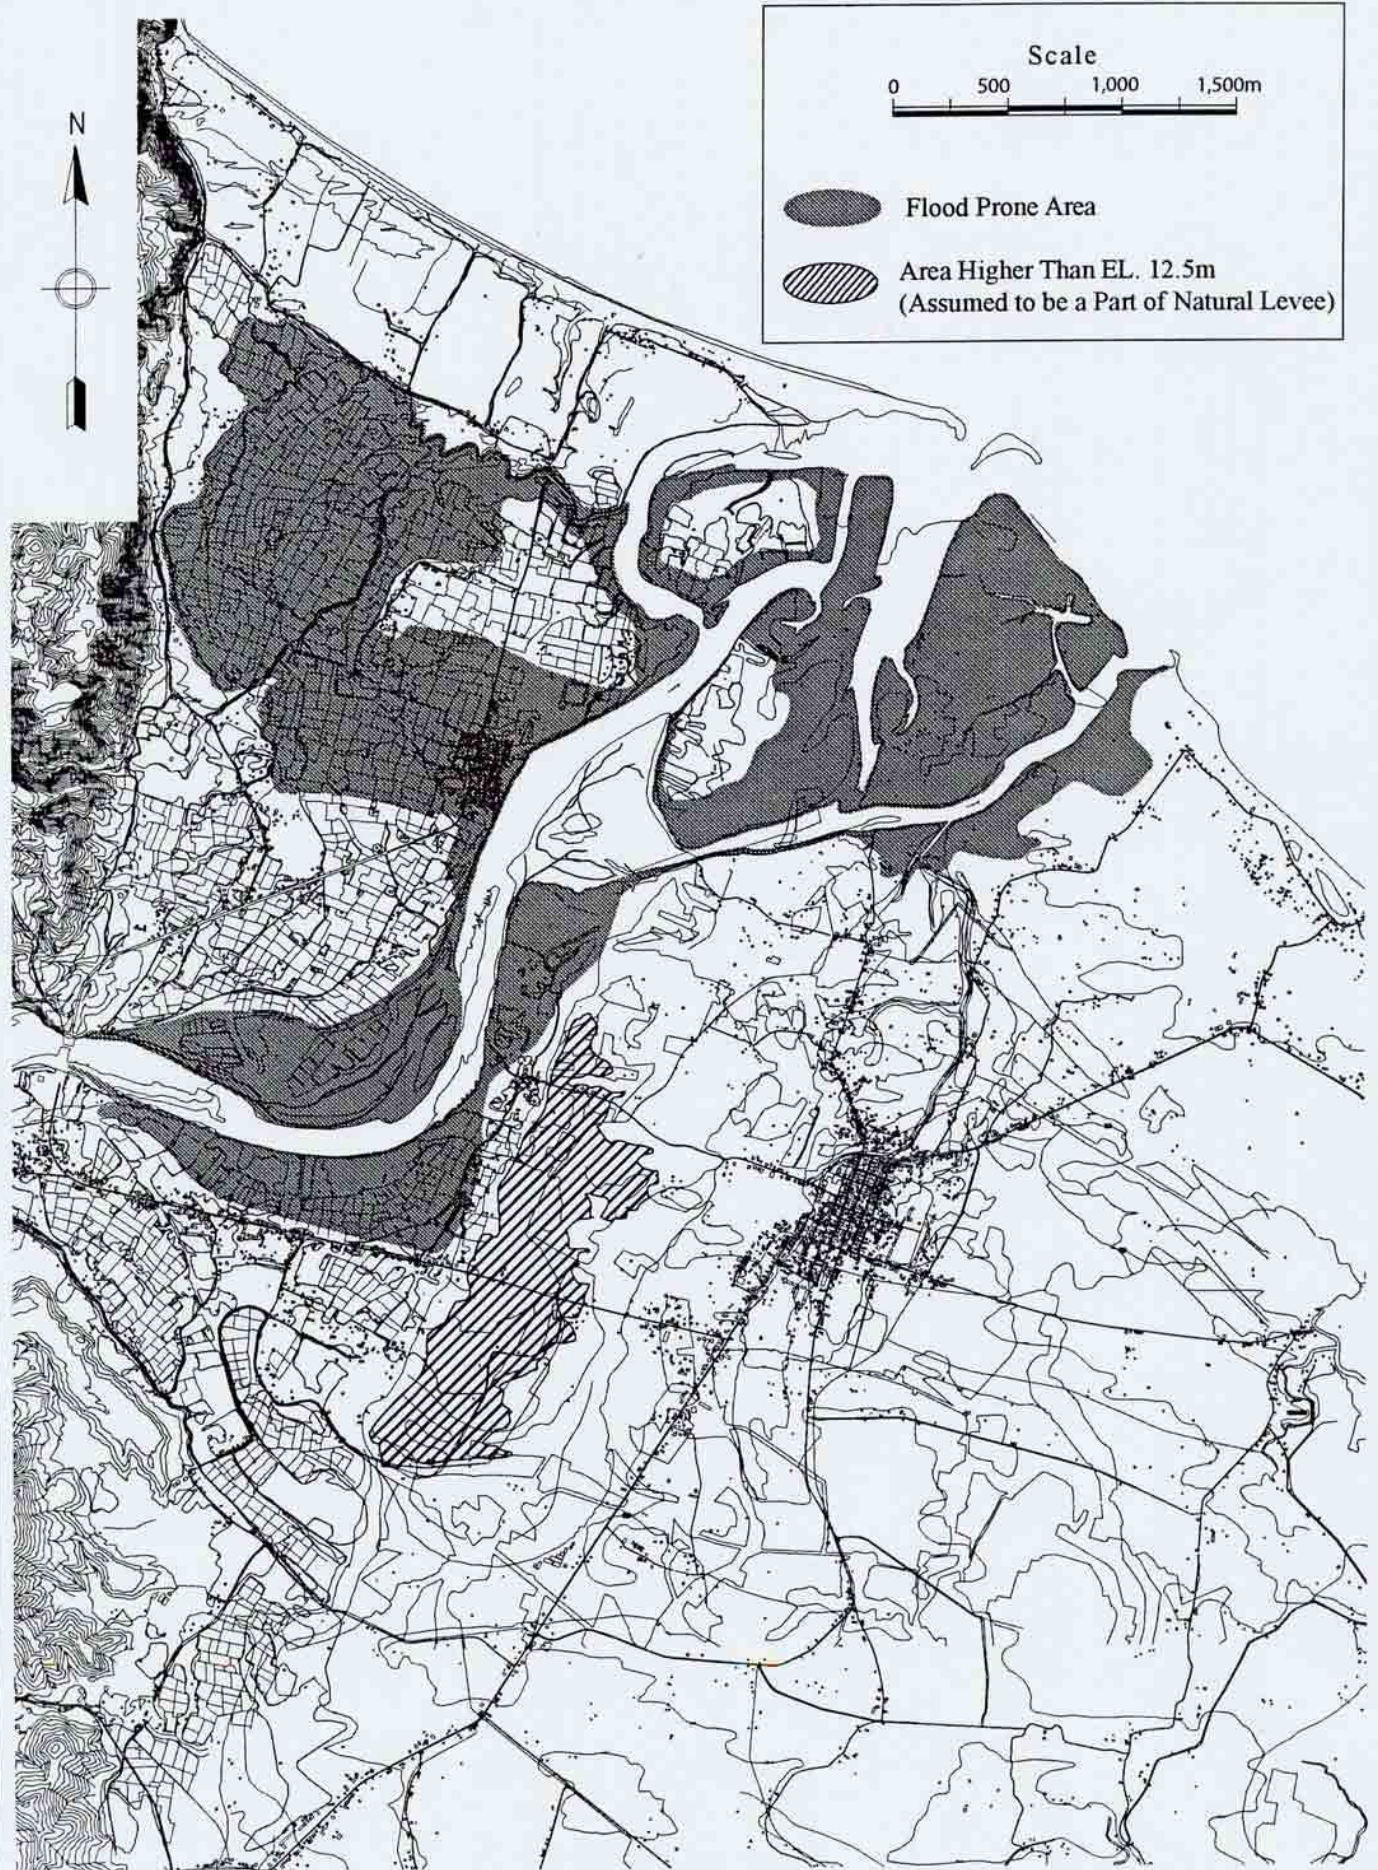 Scale
0 500 1,000 1,500m
N
Flood Prone Area
Area Higher Than EL. 12.5m
(Assumed to be a Part of Natural Levee)